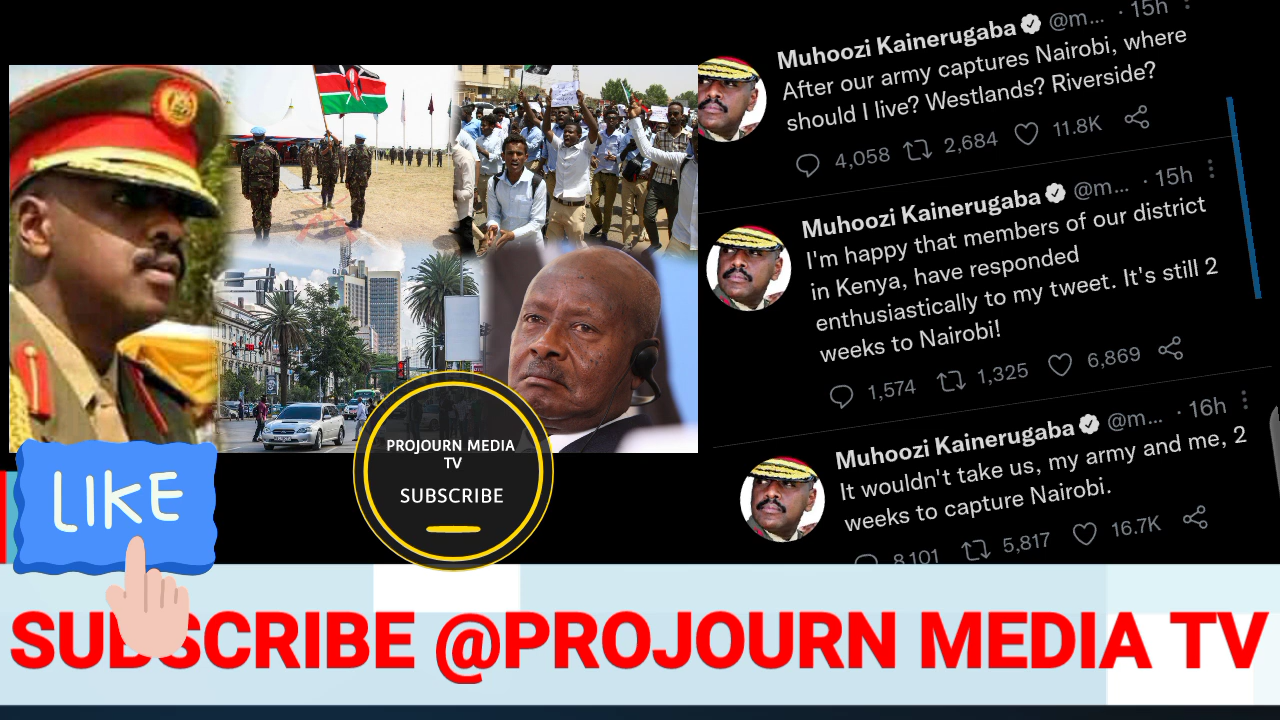 Muhoozi Kainerugaba @m... · 15h
After our army captures Nairobi, where
should I live? Westlands? Riverside?
4,058 2,684 11.8K
Muhoozi Kainerugaba @m... · 15h
I'm happy that members of our district
in Kenya, have responded
enthusiastically to my tweet. It's still 2
weeks to Nairobi!
1,574 1,325 6,869
Muhoozi Kainerugaba @m... · 16h
It wouldn't take us, my army and me, 2
weeks to capture Nairobi.
8,101 5,817 16.7K
PROJOURN MEDIA
TV
SUBSCRIBE
LIKE
SUBSCRIBE @PROJOURN MEDIA TV